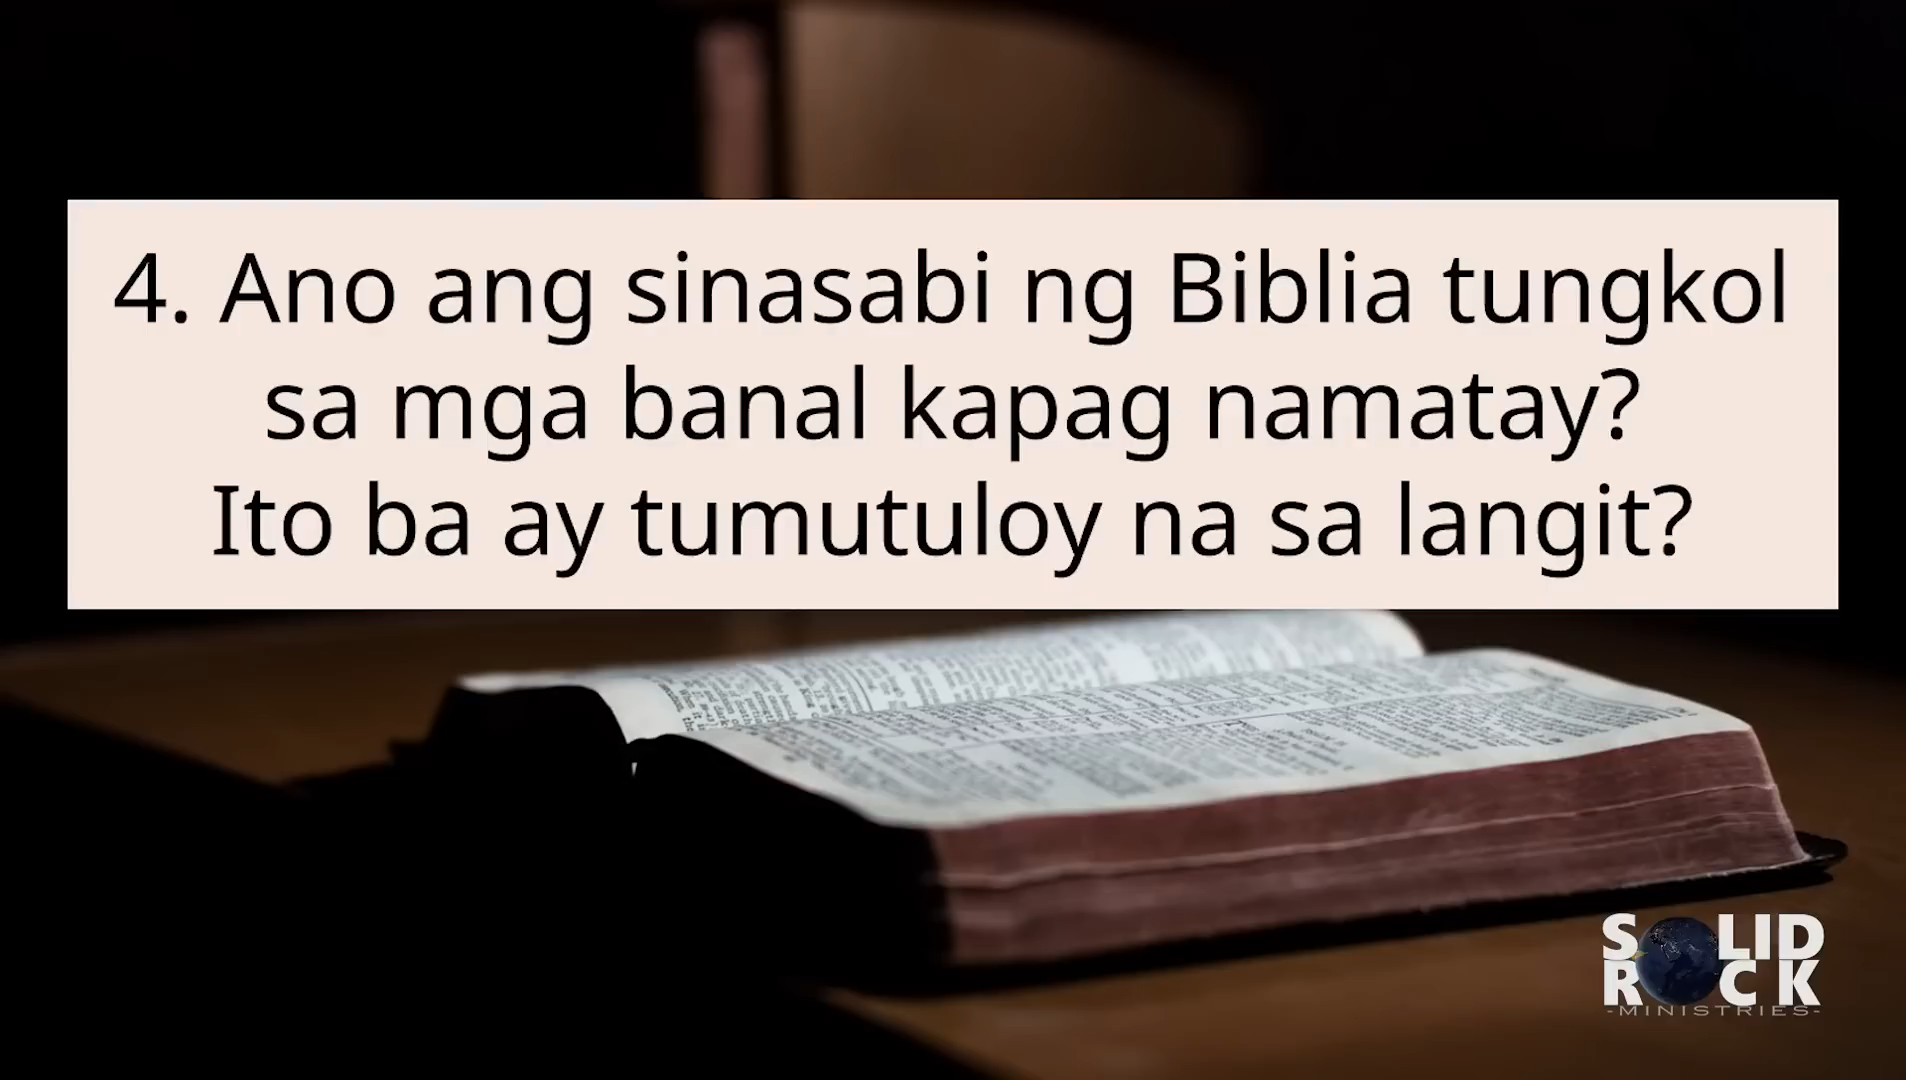 4. Ano ang sinasabi ng Biblia tungkol
sa mga banal kapag namatay?
Ito ba ay tumutuloy na sa langit?
SOLID
ROCK
-MINISTRIES-